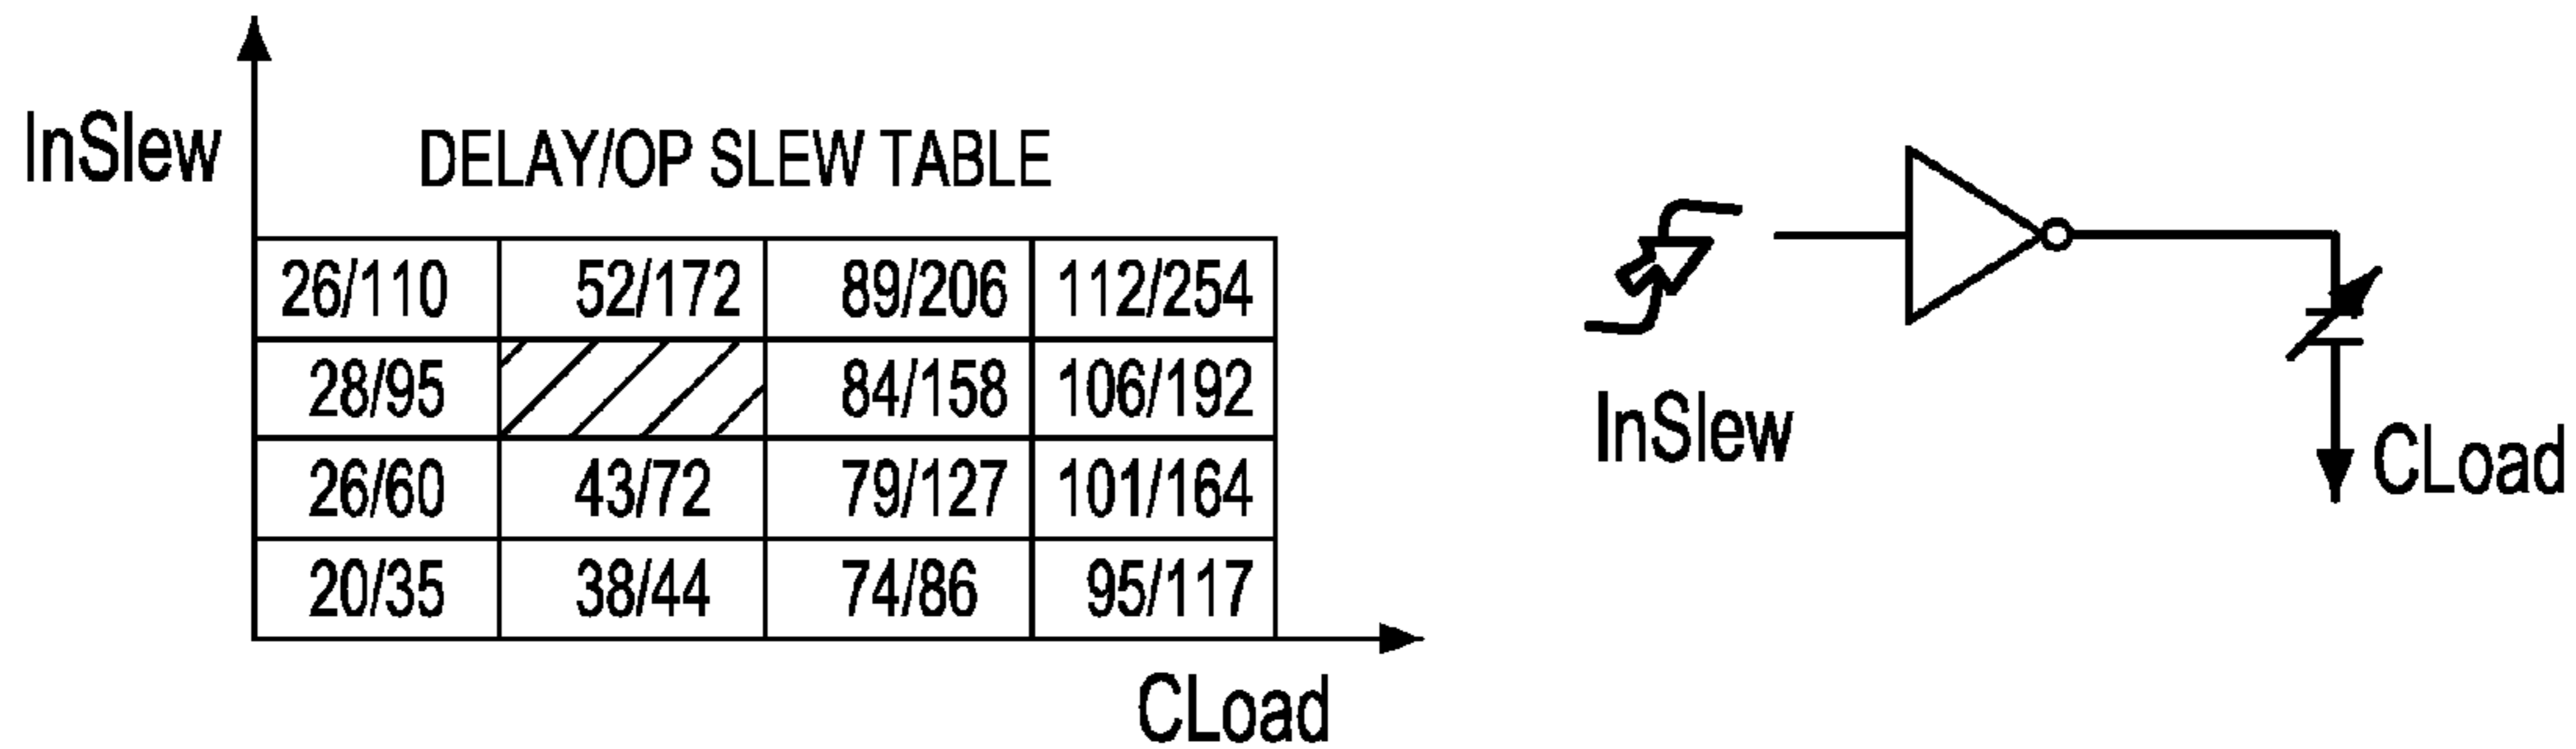 InSlew
DELAY/OP SLEW TABLE
26/110 52/172 89/206 112/254
28/95 84/158 106/192
26/60 43/72 79/127 101/164
20/35 38/44 74/86 95/117
CLoad
InSlew
CLoad